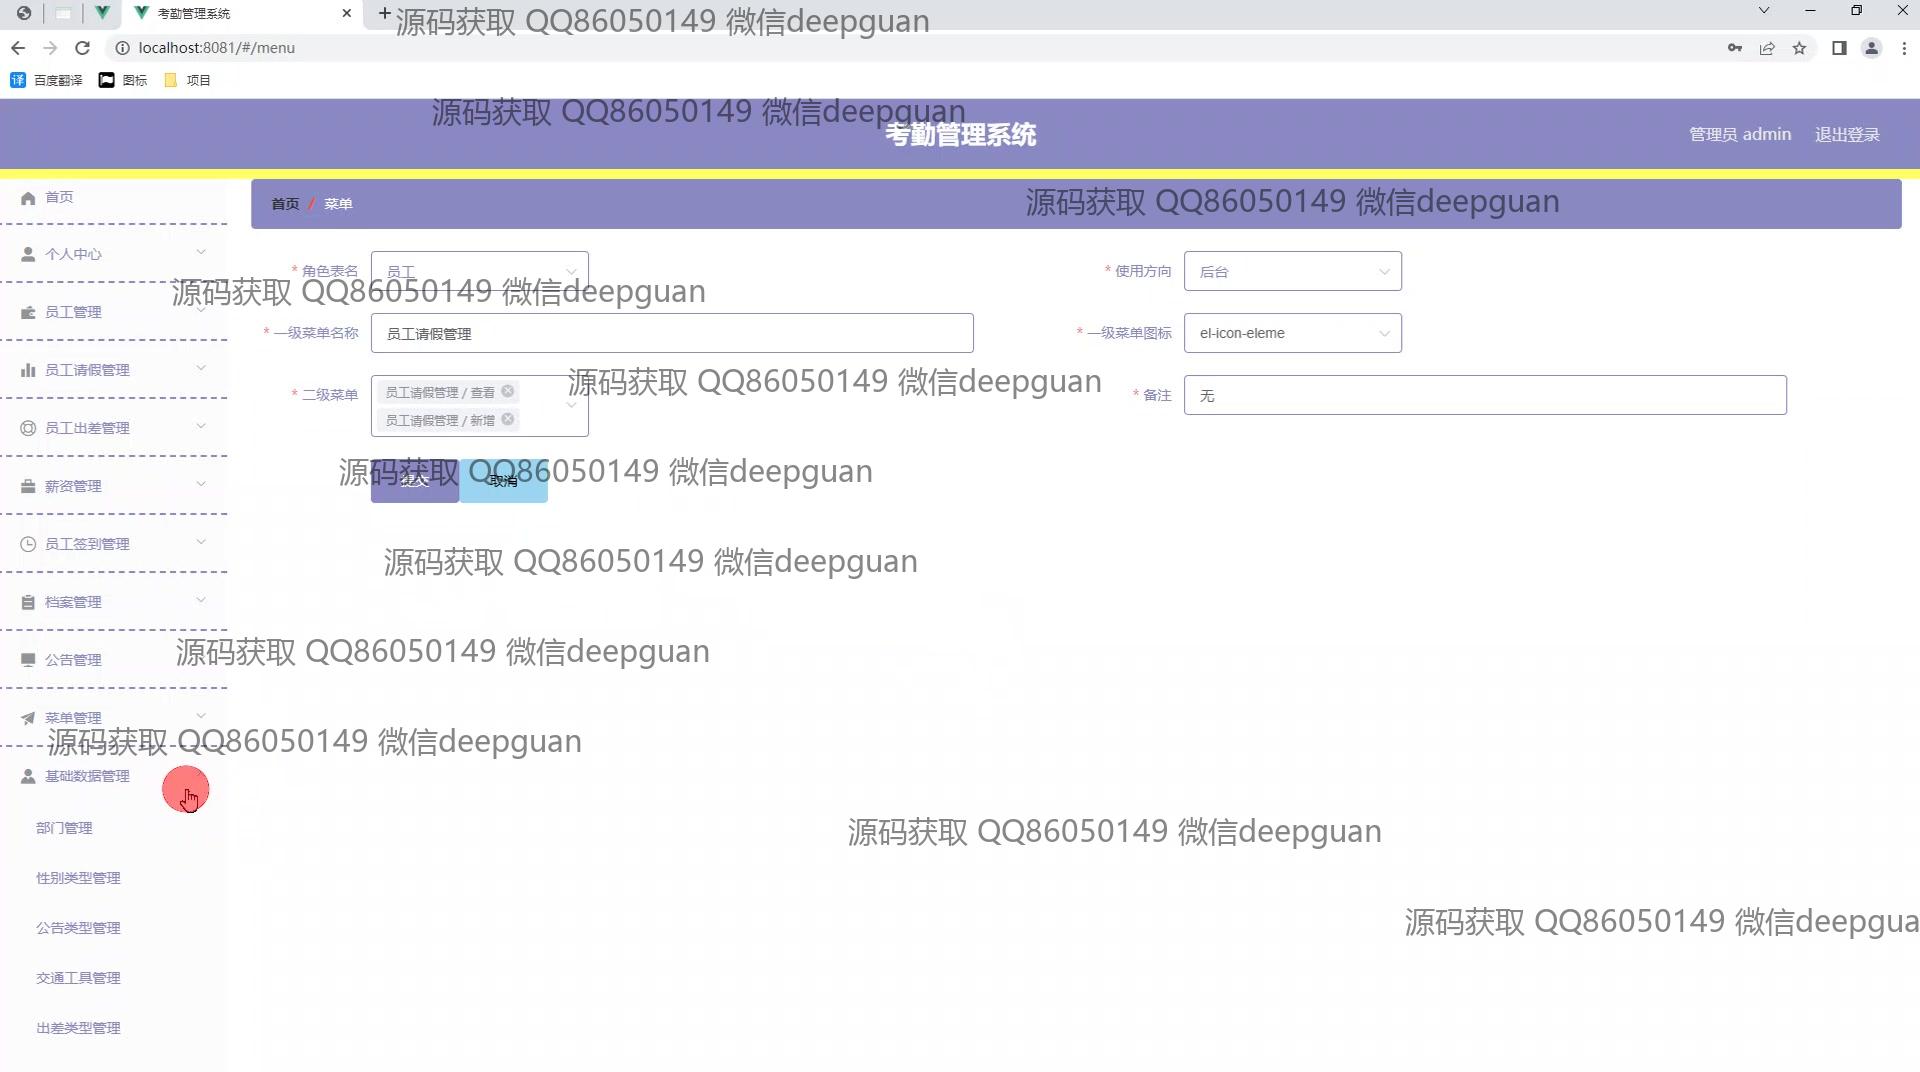 考勤管理系统
源码获取 QQ86050149 微信deepguan
localhost:8081/#/menu
百度翻译 图标 项目
源码获取 QQ86050149 微信deepguan
考勤管理系统
管理员 admin 退出登录
首页
首页 / 菜单
源码获取 QQ86050149 微信deepguan
个人中心
* 角色表名 员工
* 使用方向 后台
源码获取 QQ86050149 微信deepguan
员工管理
* 一级菜单名称 员工请假管理
* 一级菜单图标 el-icon-eleme
员工请假管理
源码获取 QQ86050149 微信deepguan
* 二级菜单 员工请假管理 / 查看
员工请假管理 / 新增
* 备注 无
员工出差管理
源码获取 QQ86050149 微信deepguan
提交 取消
薪资管理
员工签到管理
源码获取 QQ86050149 微信deepguan
档案管理
公告管理
源码获取 QQ86050149 微信deepguan
菜单管理
源码获取 QQ86050149 微信deepguan
基础数据管理
部门管理
源码获取 QQ86050149 微信deepguan
性别类型管理
公告类型管理
源码获取 QQ86050149 微信deepgua
交通工具管理
出差类型管理